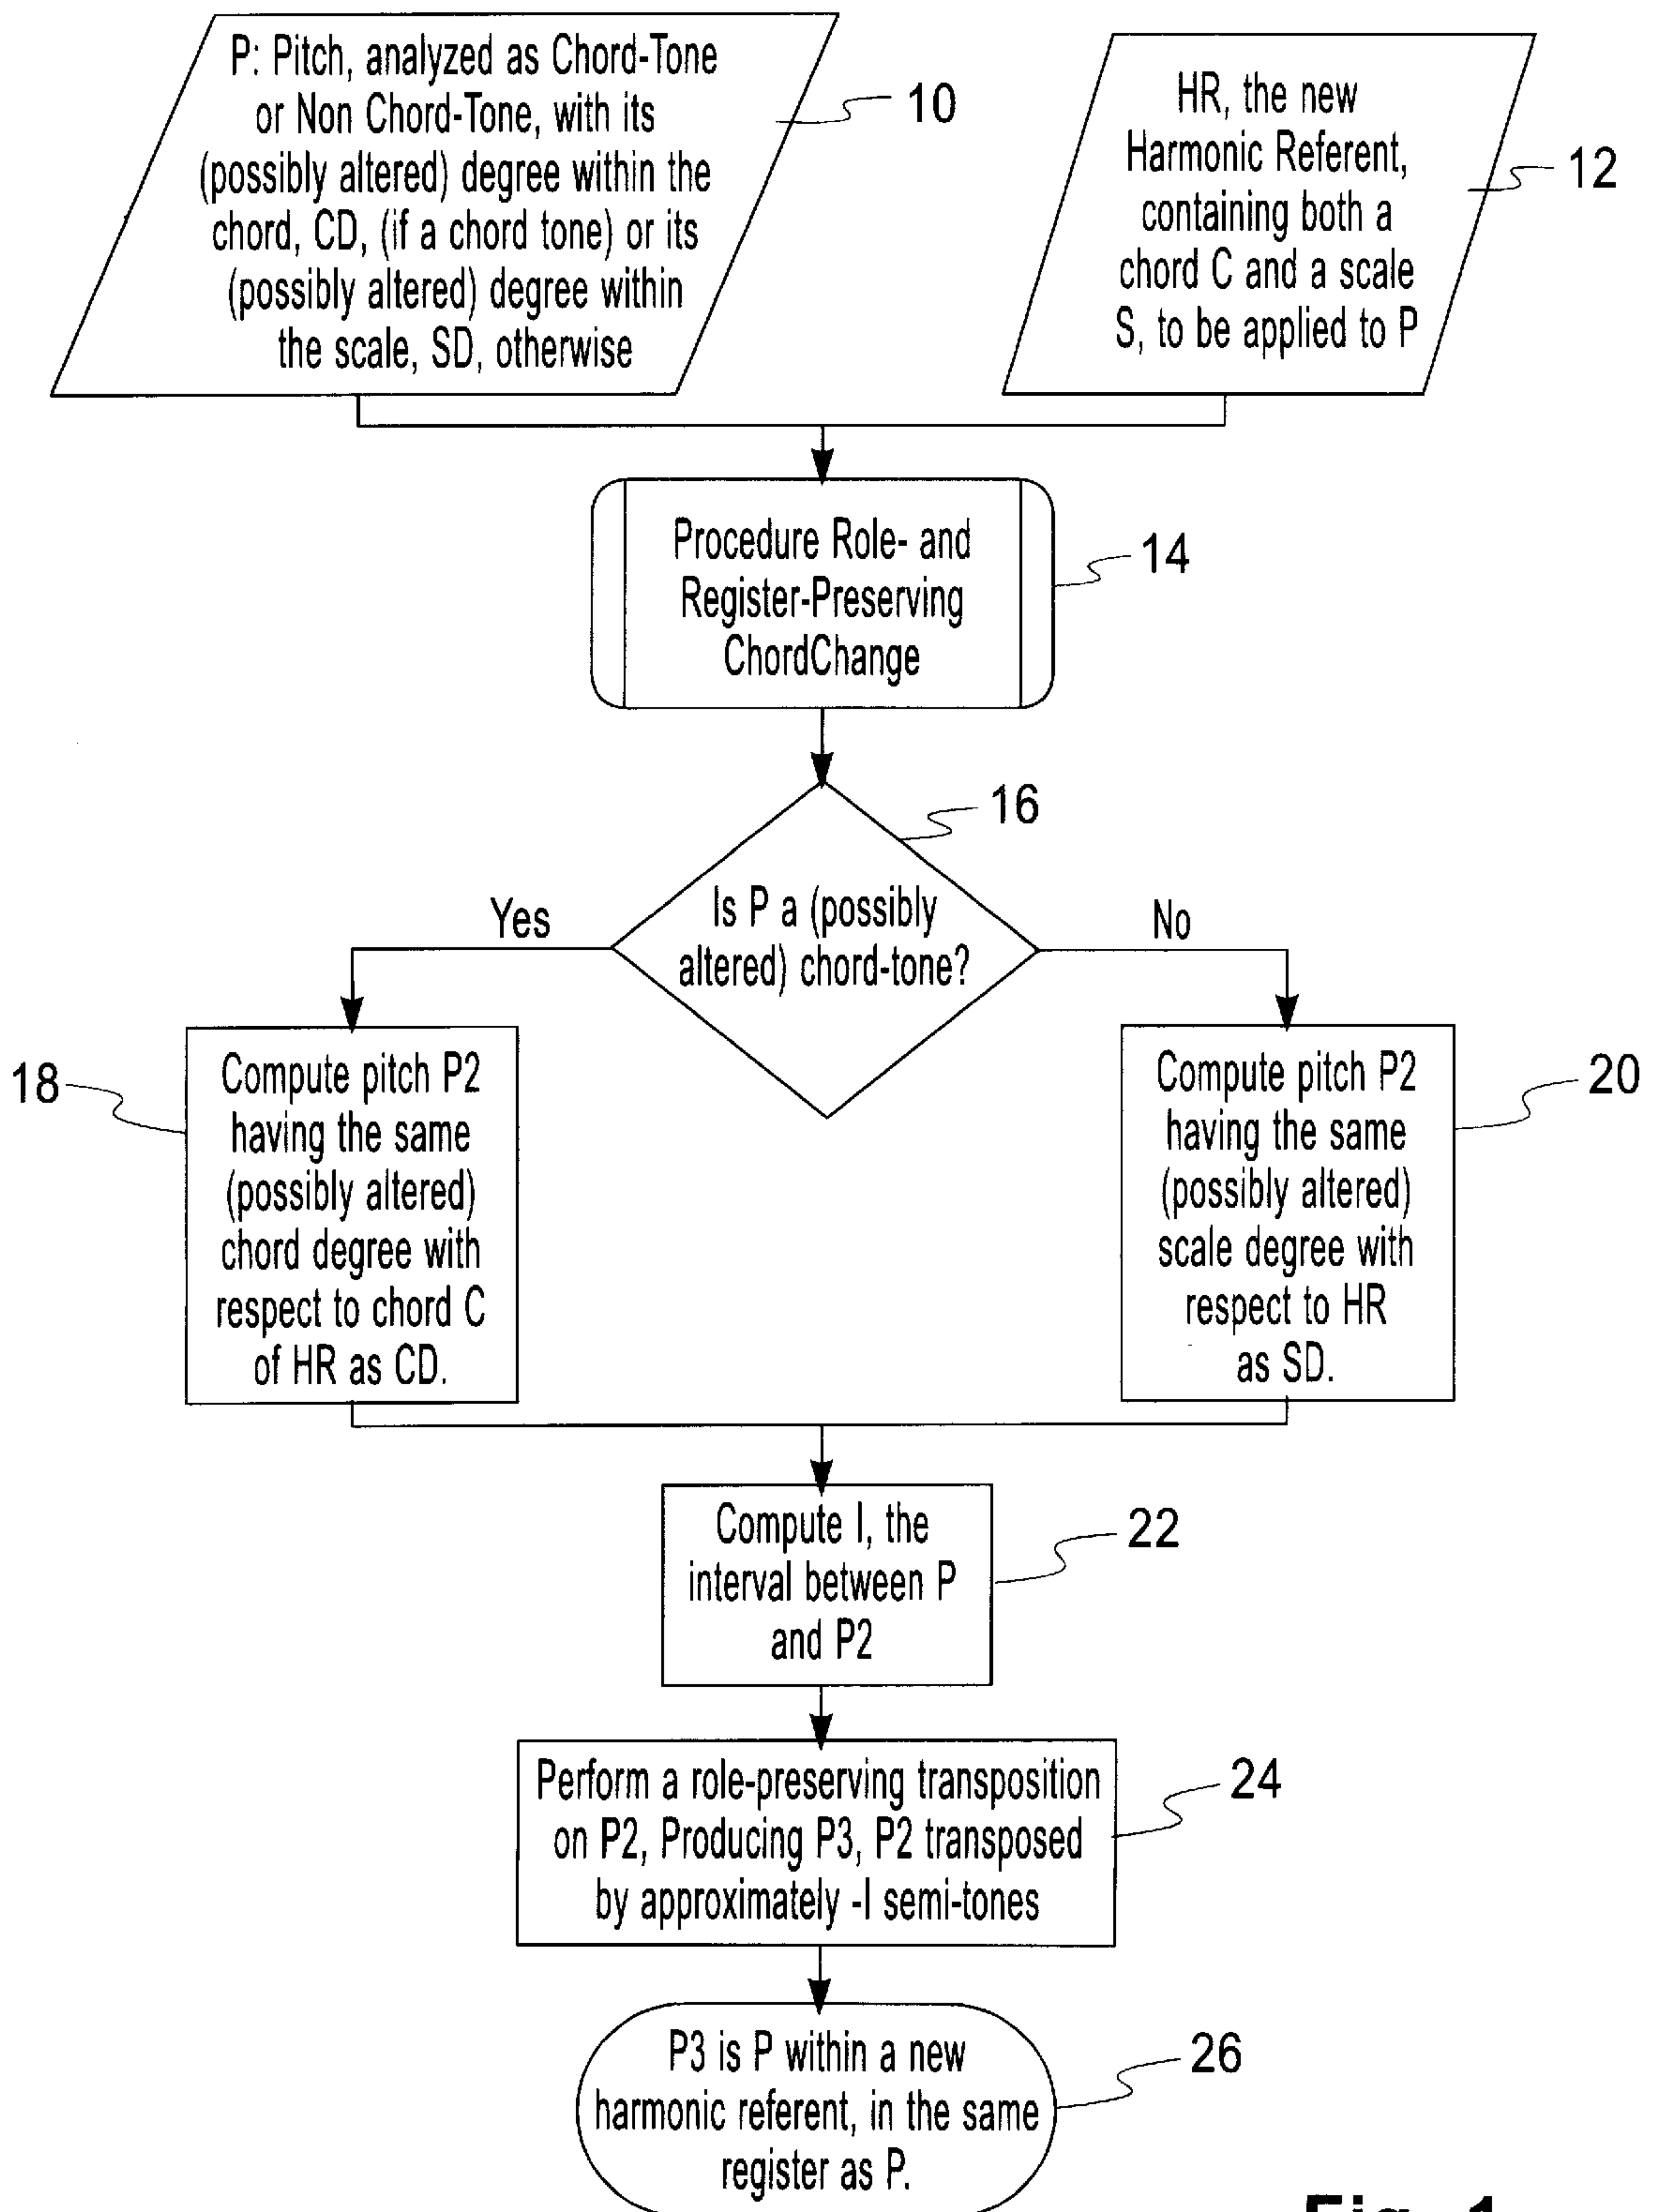 P: Pitch, analyzed as Chord-Tone
or Non Chord-Tone, with its
(possibly altered) degree within the
chord, CD, (if a chord tone) or its
(possibly altered) degree within
the scale, SD, otherwise
10
HR, the new
Harmonic Referent,
containing both a
chord C and a scale
S, to be applied to P
12
Procedure Role- and
Register-Preserving
ChordChange
14
16
Is P a (possibly
altered) chord-tone?
Yes
No
18
Compute pitch P2
having the same
(possibly altered)
chord degree with
respect to chord C
of HR as CD.
Compute pitch P2
having the same
(possibly altered)
scale degree with
respect to HR
as SD.
20
Compute I, the
interval between P
and P2
22
Perform a role-preserving transposition
on P2, Producing P3, P2 transposed
by approximately -I semi-tones
24
P3 is P within a new
harmonic referent, in the same
register as P.
26